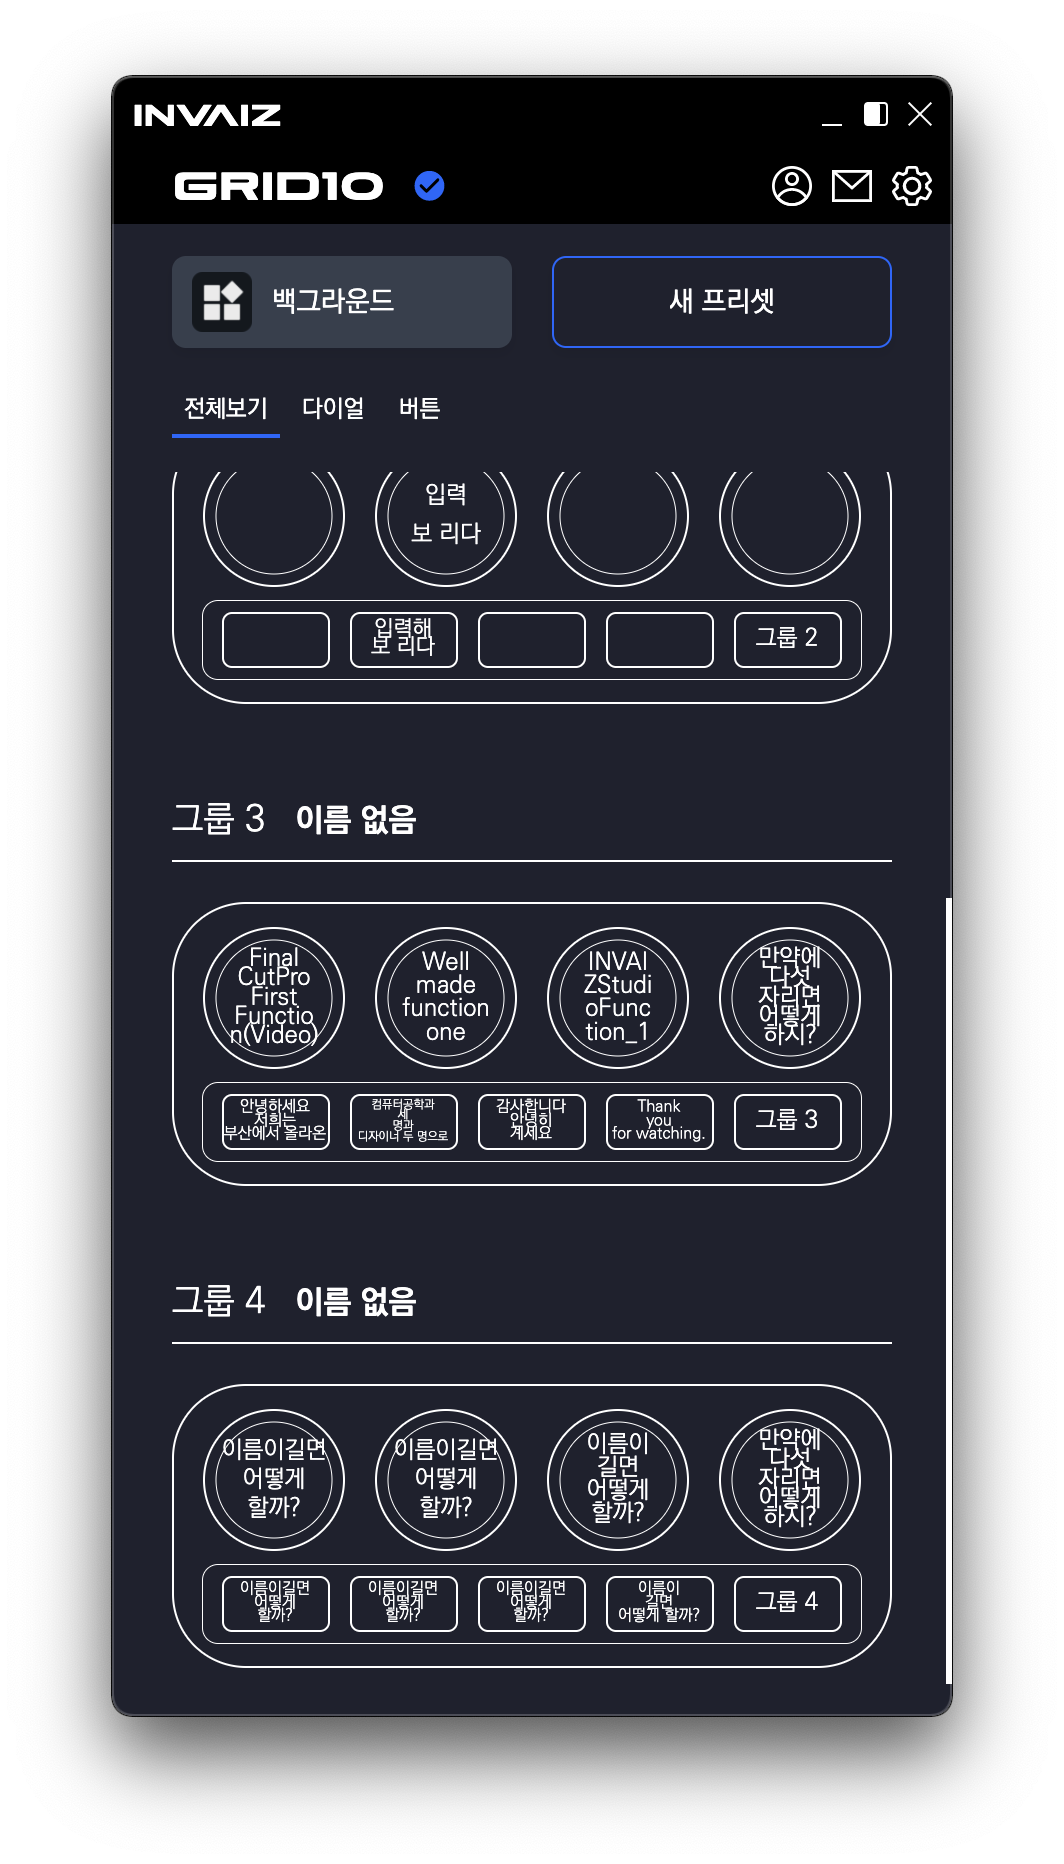 INVAIZ
GRID10
백그라운드
새 프리셋
전체보기 다이얼 버튼
입력
보 리다
입력해
보 리다
그룹 2
그룹 3 이름 없음
Final
CutPro
First
Functio
n(Video)
Well
made
function
one
INVAI
ZStudi
oFunc
tion_1
만약에
다섯
자리면
어떻게
하지?
안녕하세요
저희는
부산에서 올라온
컴퓨터공학과
세
명과
디자이너 두 명으로
감사합니다
안녕히
계세요
Thank
you
for watching.
그룹 3
그룹 4 이름 없음
이름이길면
어떻게
할까?
이름이길면
어떻게
할까?
이름이
길면
어떻게
할까?
만약에
다섯
자리면
어떻게
하지?
이름이길면
어떻게
할까?
이름이길면
어떻게
할까?
이름이길면
어떻게
할까?
이름이
길면
어떻게 할까?
그룹 4